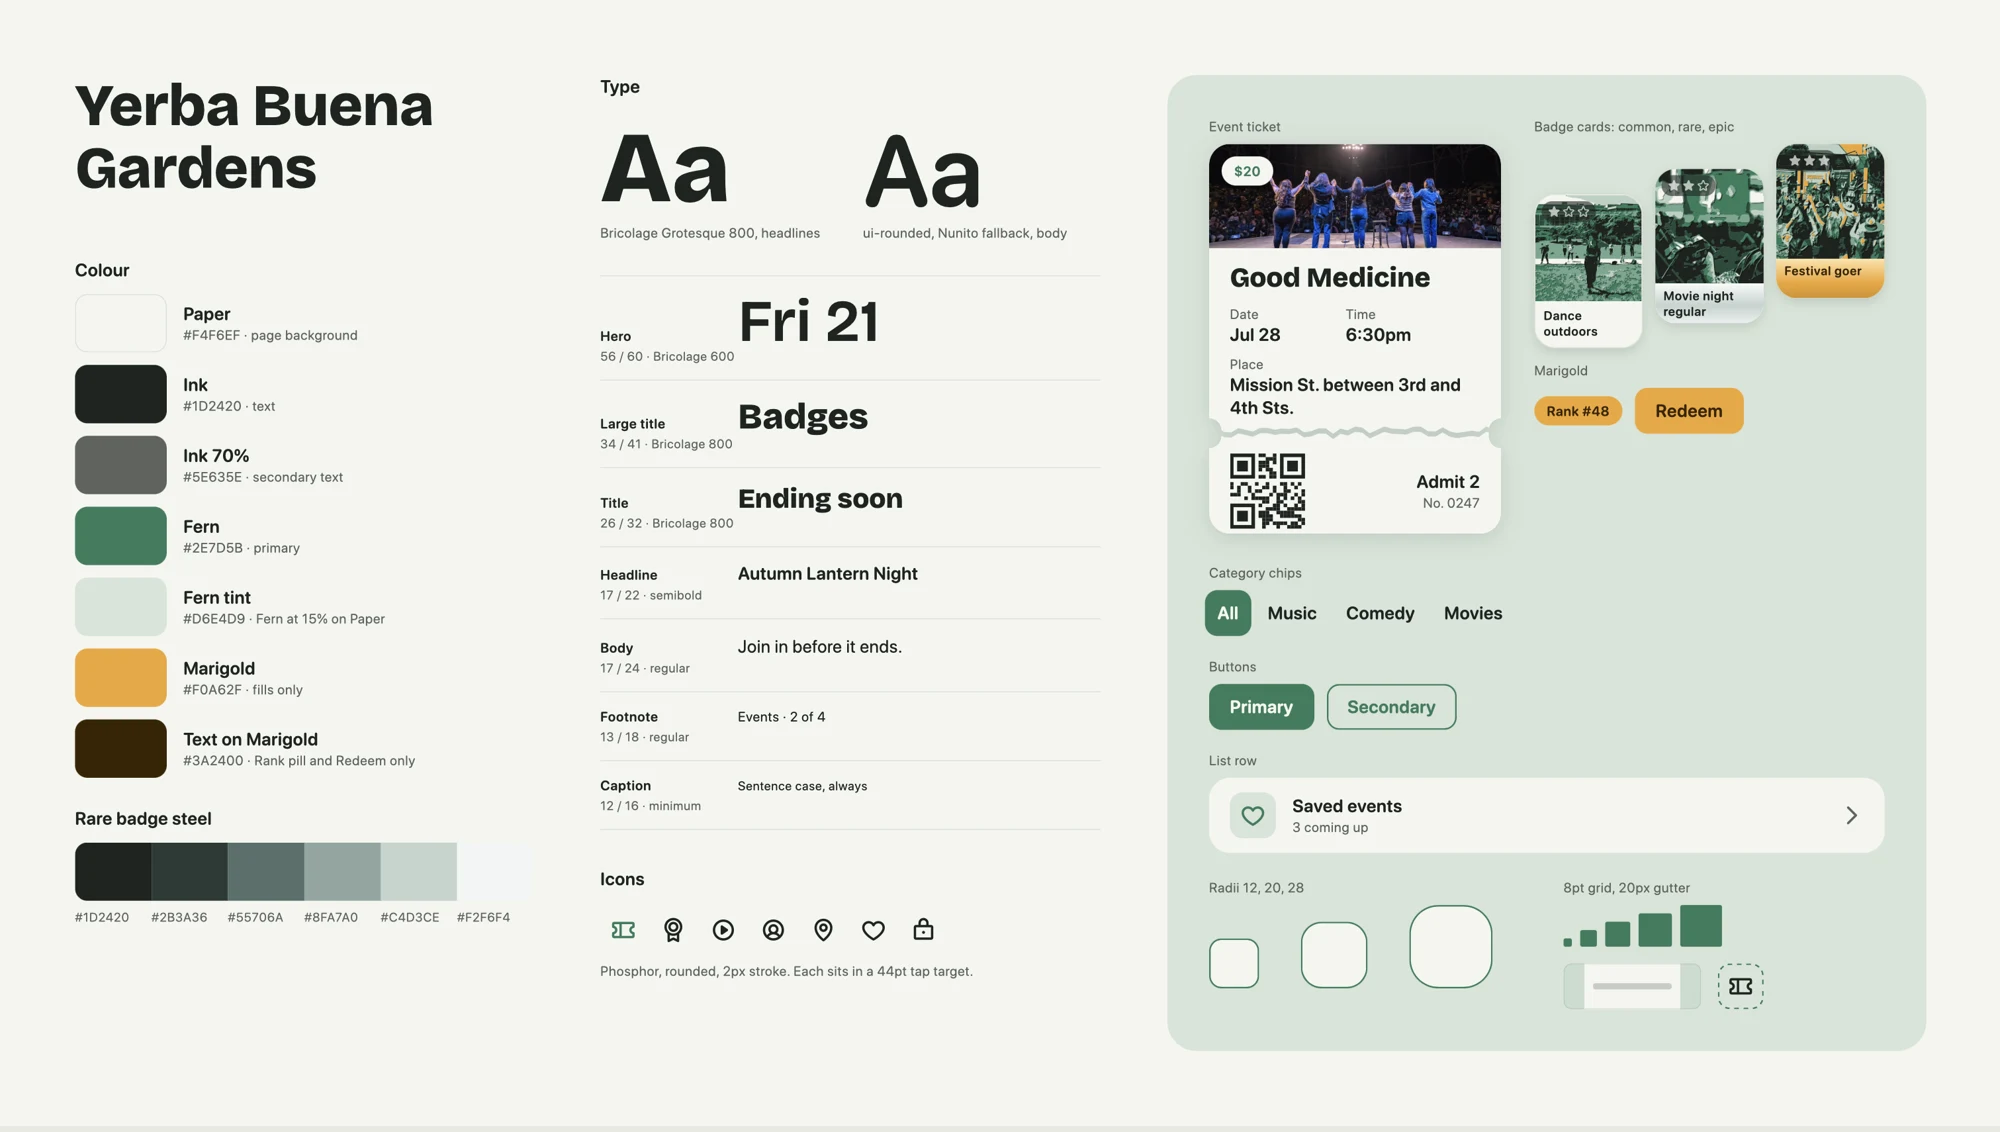 Yerba Buena
Gardens
Colour
Paper
#F4F6EF · page background
Ink
#1D2420 · text
Ink 70%
#5E635E · secondary text
Fern
#2E7D5B · primary
Fern tint
#D6E4D9 · Fern at 15% on Paper
Marigold
#F0A62F · fills only
Text on Marigold
#3A2400 · Rank pill and Redeem only
Rare badge steel
#1D2420 #2B3A36 #55706A #8FA7A0 #C4D3CE #F2F6F4
Type
Aa Aa
Bricolage Grotesque 800, headlines
ui-rounded, Nunito fallback, body
Hero
56 / 60 · Bricolage 600
Fri 21
Large title
34 / 41 · Bricolage 800
Badges
Title
26 / 32 · Bricolage 800
Ending soon
Headline
17 / 22 · semibold
Autumn Lantern Night
Body
17 / 24 · regular
Join in before it ends.
Footnote
13 / 18 · regular
Events · 2 of 4
Caption
12 / 16 · minimum
Sentence case, always
Icons
Phosphor, rounded, 2px stroke. Each sits in a 44pt tap target.
Event ticket
$20
Good Medicine
Date
Jul 28
Time
6:30pm
Place
Mission St. between 3rd and
4th Sts.
Admit 2
No. 0247
Badge cards: common, rare, epic
Dance
outdoors
Movie night
regular
Festival goer
Marigold
Rank #48
Redeem
Category chips
All Music Comedy Movies
Buttons
Primary Secondary
List row
Saved events
3 coming up
Radii 12, 20, 28
8pt grid, 20px gutter